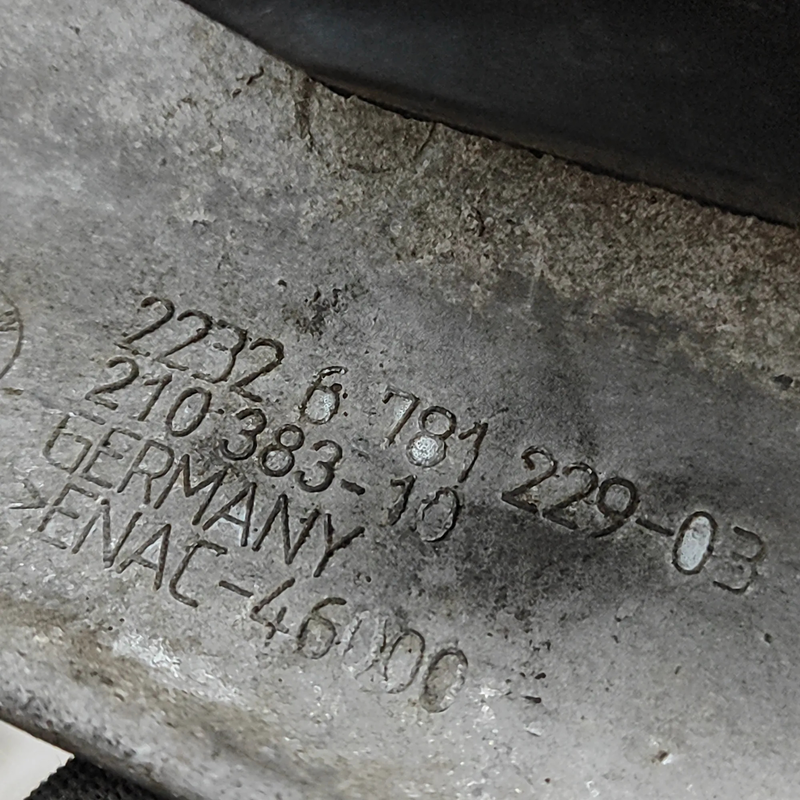 2232 6 781 229-03
210 383-10
GERMANY
>ENAC-46000